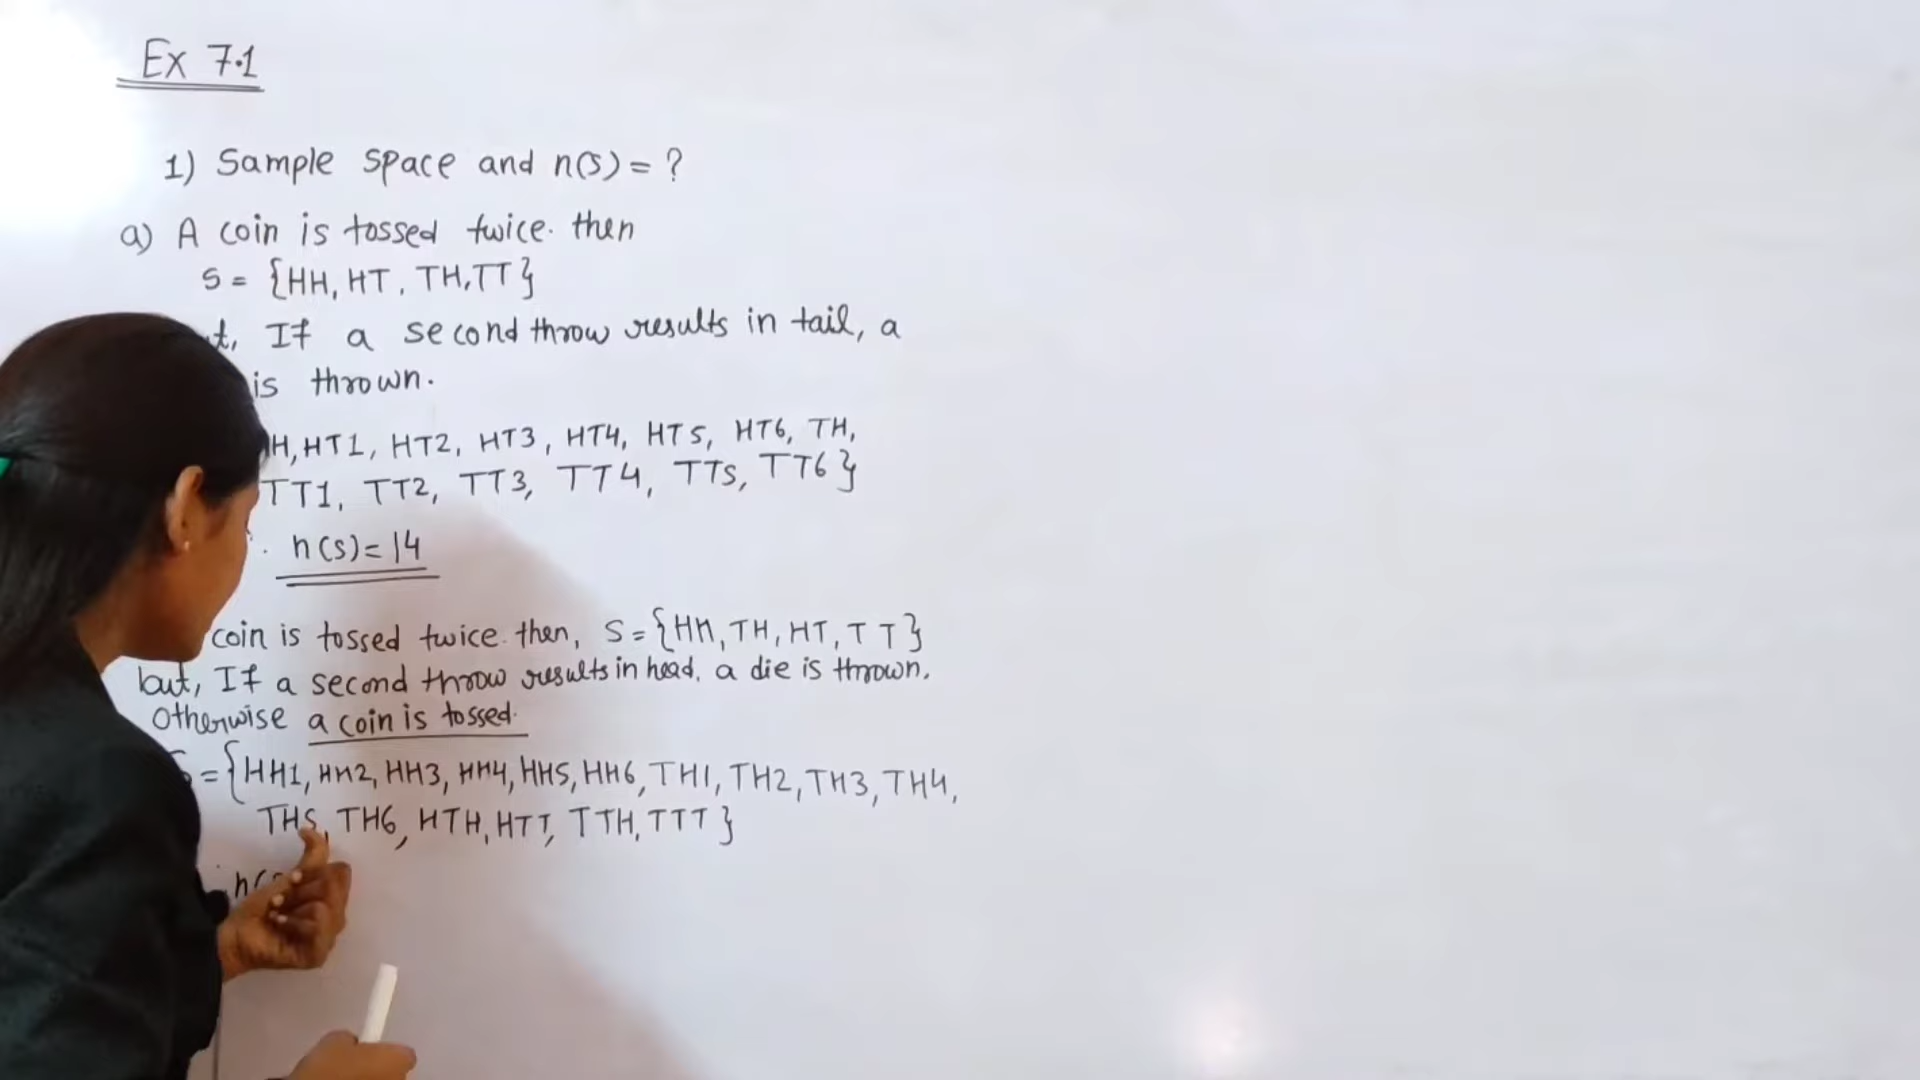 Ex 7.1
1) Sample space and n(s) = ?
a) A coin is tossed twice. then
S = {HH, HT, TH, TT}
t, If a second throw results in tail, a
is thrown.
H, HT1, HT2, HT3, HT4, HT5, HT6, TH,
TT1, TT2, TT3, TT4, TT5, TT6}
n(s) = 14
coin is tossed twice. then, S = {HH, TH, HT, TT}
but, If a second throw results in head, a die is thrown.
Otherwise a coin is tossed.
= {HH1, HH2, HH3, HH4, HH5, HH6, TH1, TH2, TH3, TH4,
TH5, TH6, HTH, HTT, TTH, TTT}
n(